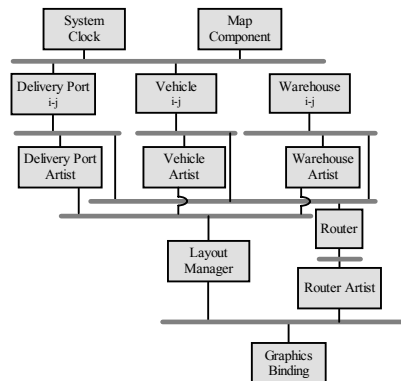 System
Clock
Map
Component
Delivery Port
i-j
Vehicle
i-j
Warehouse
i-j
Delivery Port
Artist
Vehicle
Artist
Warehouse
Artist
Router
Layout
Manager
Router Artist
Graphics
Binding